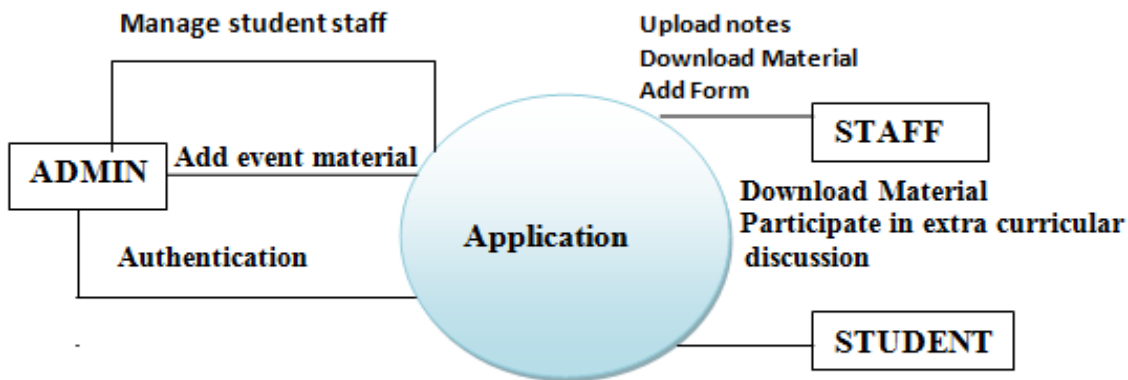 Manage student staff
Upload notes
Download Material
Add Form
STAFF
ADMIN
Add event material
Download Material
Participate in extra curricular
discussion
Application
Authentication
STUDENT